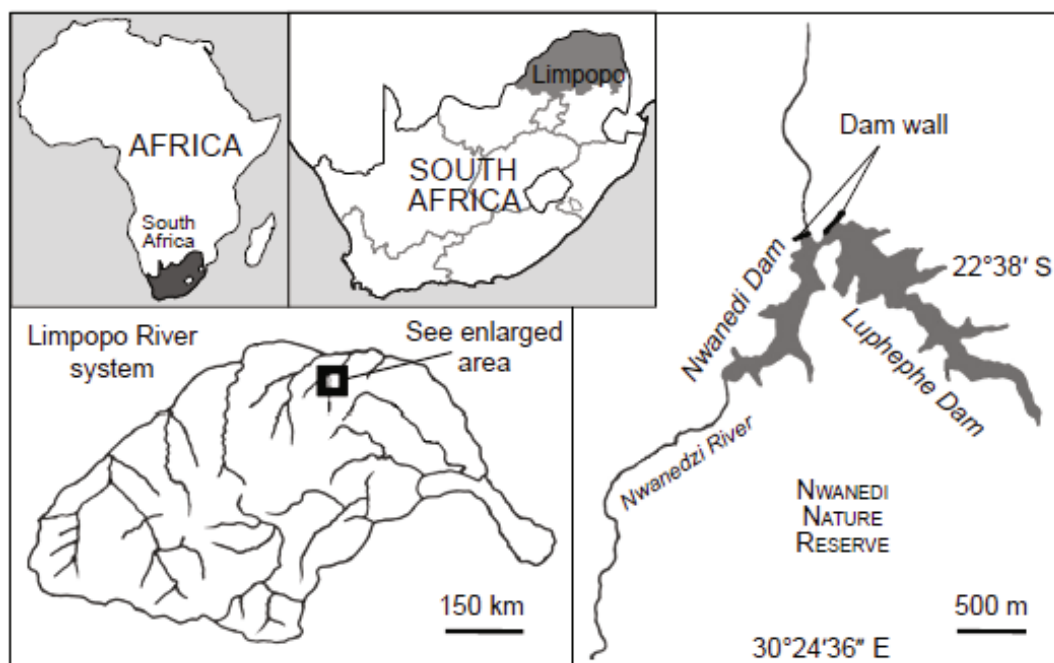 AFRICA
South
Africa
Limpopo
SOUTH
AFRICA
Limpopo River
system
See enlarged
area
150 km
Dam wall
Nwanedi Dam
22°38′ S
Luphephe Dam
Nwanedzi River
NWANEDI
NATURE
RESERVE
500 m
30°24′36″ E